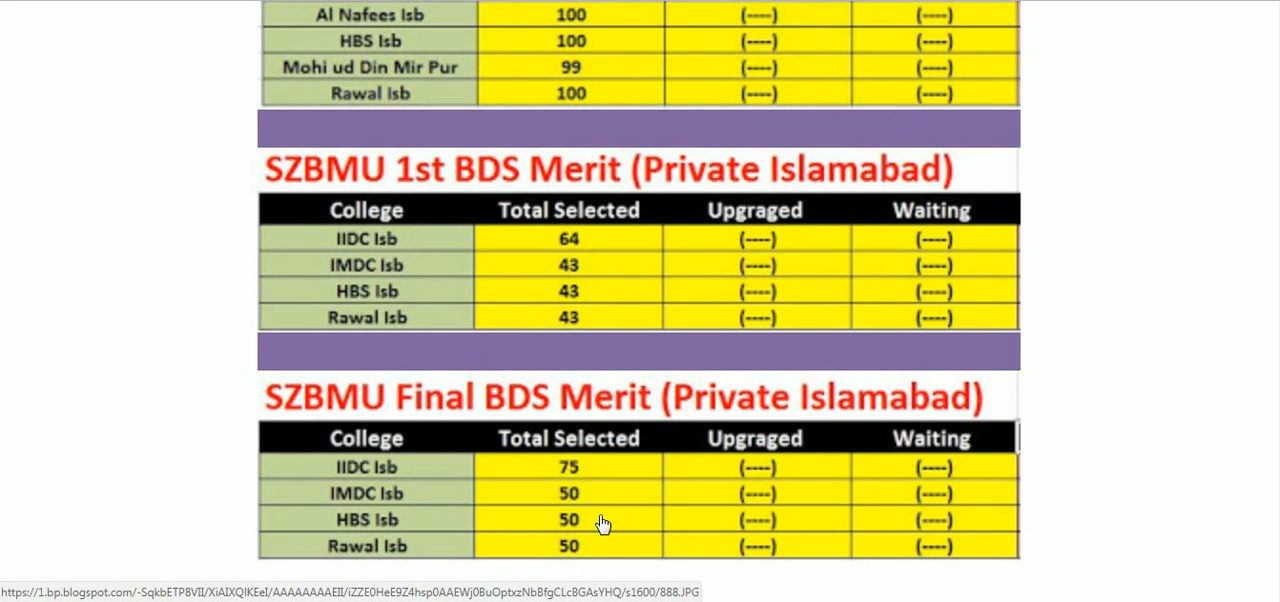 Al Nafees Isb 100 (----) (----)
HBS Isb 100 (----) (----)
Mohi ud Din Mir Pur 99 (----) (----)
Rawal Isb 100 (----) (----)
SZBMU 1st BDS Merit (Private Islamabad)
College Total Selected Upgraged Waiting
IIDC Isb 64 (----) (----)
IMDC Isb 43 (----) (----)
HBS Isb 43 (----) (----)
Rawal Isb 43 (----) (----)
SZBMU Final BDS Merit (Private Islamabad)
College Total Selected Upgraged Waiting
IIDC Isb 75 (----) (----)
IMDC Isb 50 (----) (----)
HBS Isb 50 (----) (----)
Rawal Isb 50 (----) (----)
https://1.bp.blogspot.com/-SqkbETP8VII/XiAIXQIKEeI/AAAAAAAAEII/iZZE0HeE9Z4hsp0AAEWj0BuOptxzNbBfgCLcBGAsYHQ/s1600/888.JPG